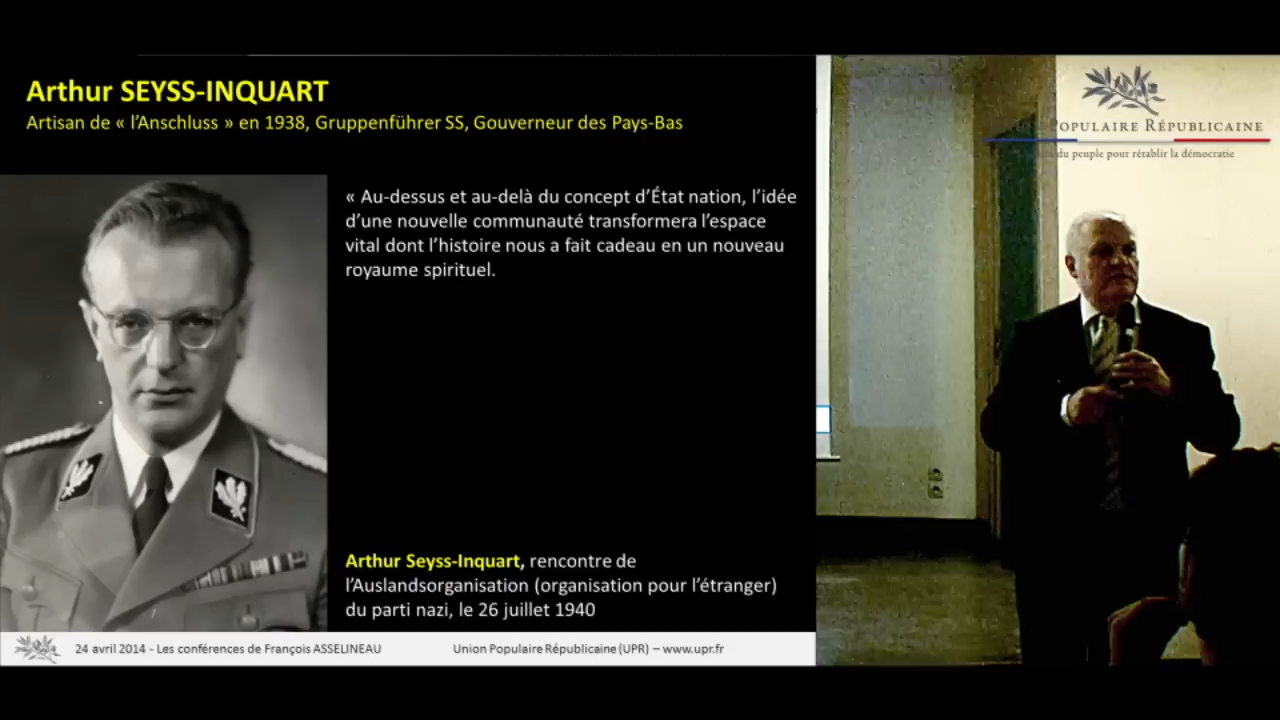 Arthur SEYSS-INQUART
Artisan de « l'Anschluss » en 1938, Gruppenführer SS, Gouverneur des Pays-Bas
« Au-dessus et au-delà du concept d'État nation, l'idée
d'une nouvelle communauté transformera l'espace
vital dont l'histoire nous a fait cadeau en un nouveau
royaume spirituel.
Arthur Seyss-Inquart, rencontre de
l'Auslandsorganisation (organisation pour l'étranger)
du parti nazi, le 26 juillet 1940
24 avril 2014 - Les conférences de François ASSELINEAU
Union Populaire Républicaine (UPR) – www.upr.fr
POPULAIRE RÉPUBLICAINE
du peuple pour rétablir la démocratie